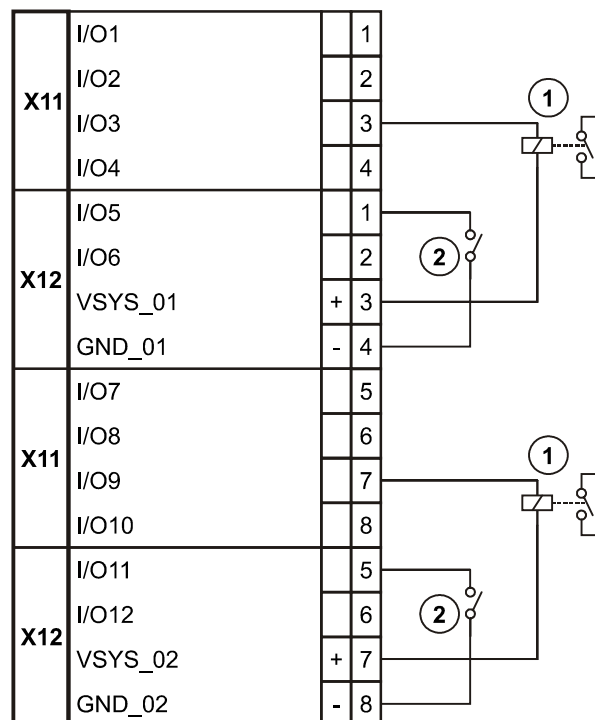 X11
I/O1 1
I/O2 2
I/O3 3
I/O4 4
X12
I/O5 1
I/O6 2
VSYS_01 + 3
GND_01 - 4
X11
I/O7 5
I/O8 6
I/O9 7
I/O10 8
X12
I/O11 5
I/O12 6
VSYS_02 + 7
GND_02 - 8
1
2
1
2